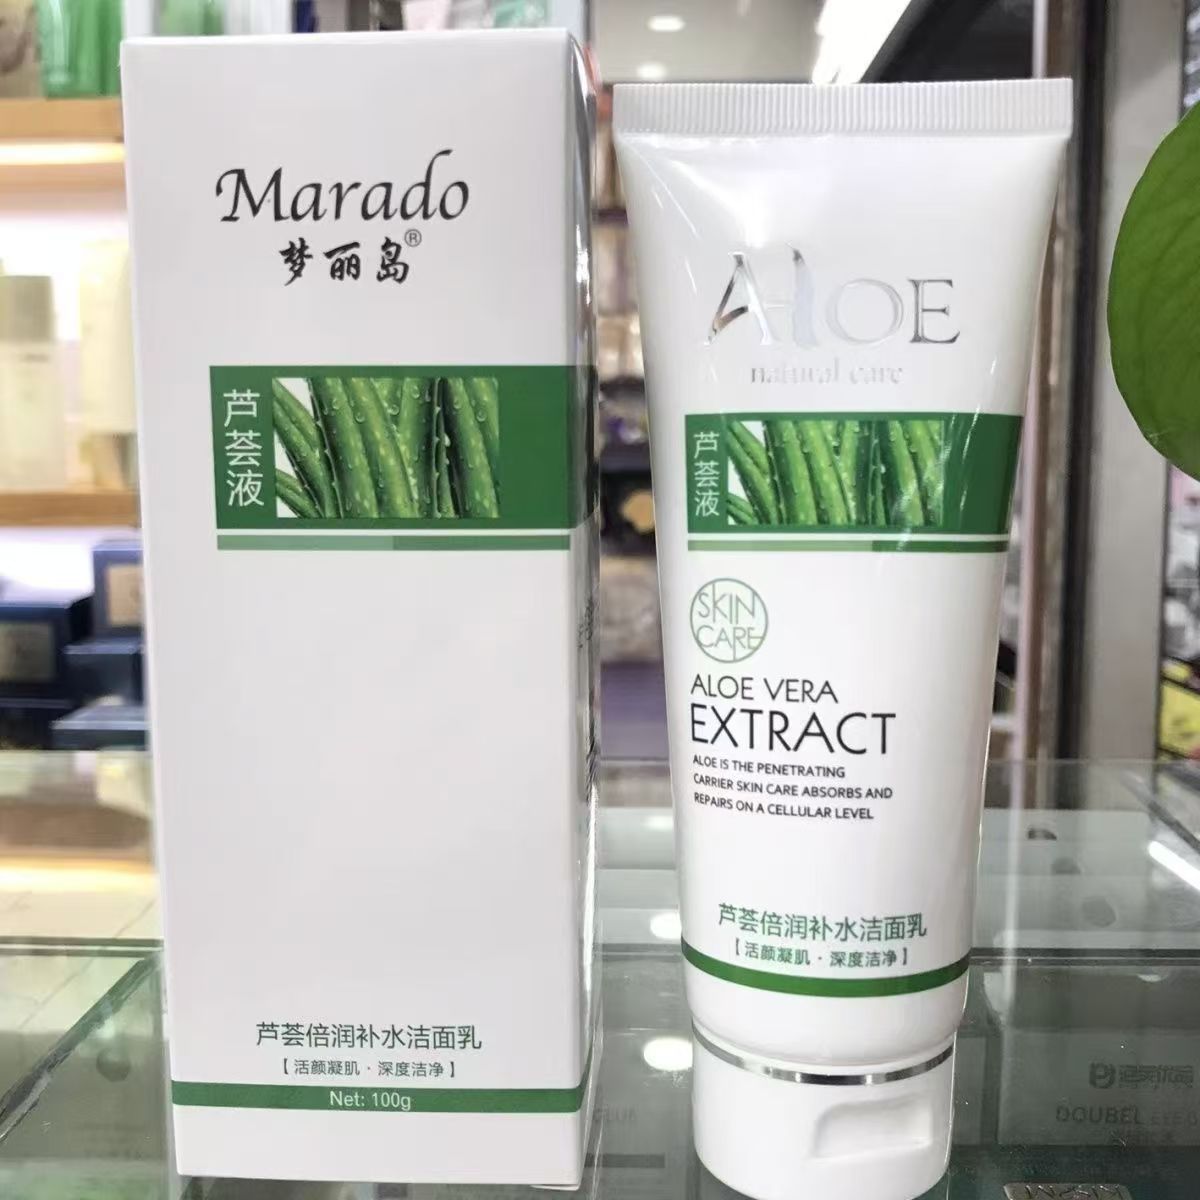 Marado
梦丽岛®
芦荟液
芦荟倍润补水洁面乳
【活颜凝肌·深度洁净】
Net: 100g
ALOE
natural care
芦荟液
SKIN
CARE
ALOE VERA
EXTRACT
ALOE IS THE PENETRATING
CARRIER SKIN CARE ABSORBS AND
REPAIRS ON A CELLULAR LEVEL
芦荟倍润补水洁面乳
【活颜凝肌·深度洁净】
DOUBEL EYE